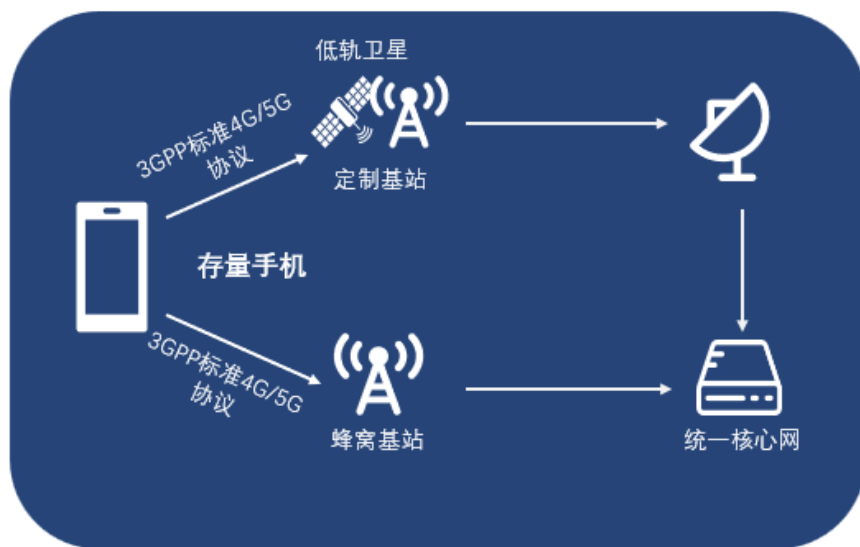 低轨卫星
3GPP标准4G/5G
协议
定制基站
存量手机
3GPP标准4G/5G
协议
蜂窝基站
统一核心网